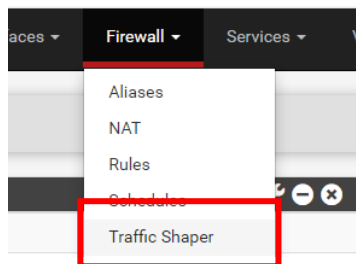 aces
Firewall
Services
Aliases
NAT
Rules
Schedules
Traffic Shaper